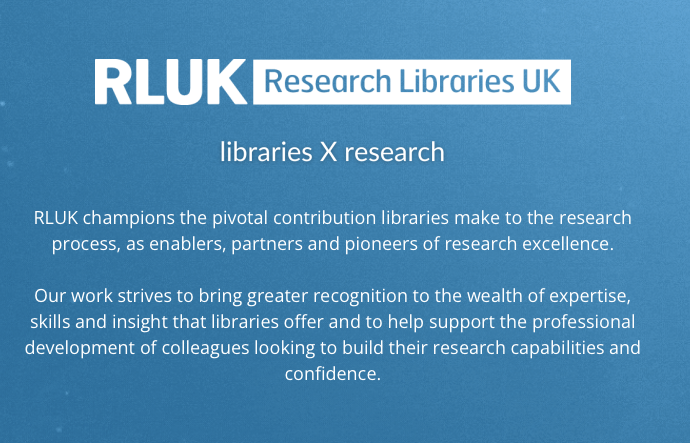 RLUK Research Libraries UK
libraries X research
RLUK champions the pivotal contribution libraries make to the research
process, as enablers, partners and pioneers of research excellence.
Our work strives to bring greater recognition to the wealth of expertise,
skills and insight that libraries offer and to help support the professional
development of colleagues looking to build their research capabilities and
confidence.